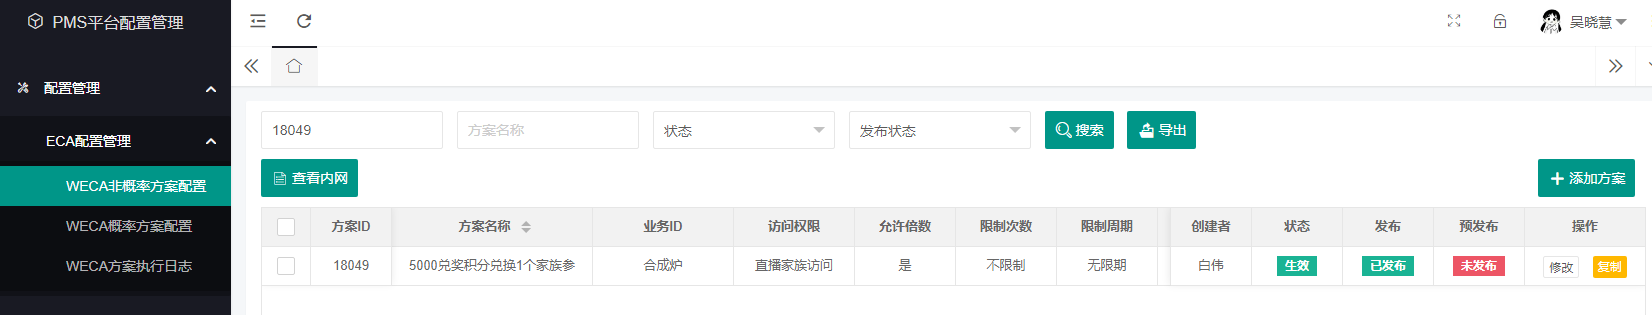 PMS平台配置管理
吴晓慧
配置管理
ECA配置管理
WECA非概率方案配置
WECA概率方案配置
WECA方案执行日志
18049 方案名称 状态 发布状态 搜索 导出
查看内网 添加方案
方案ID 方案名称 业务ID 访问权限 允许倍数 限制次数 限制周期 创建者 状态 发布 预发布 操作
18049 5000兑奖积分兑换1个家族参 合成炉 直播家族访问 是 不限制 无限期 白伟 生效 已发布 未发布 修改 复制